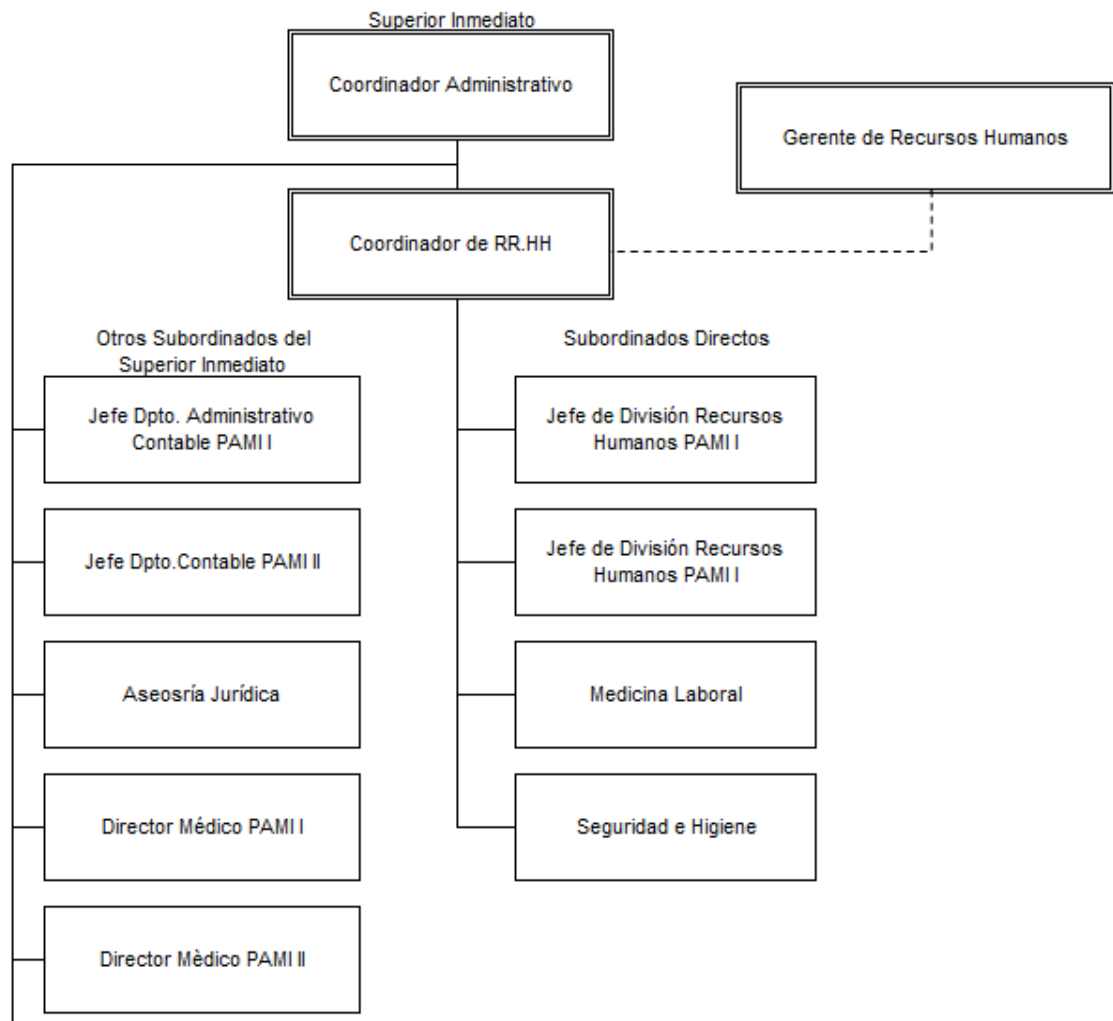 Superior Inmediato
Coordinador Administrativo
Gerente de Recursos Humanos
Coordinador de RR.HH
Otros Subordinados del
Superior Inmediato
Subordinados Directos
Jefe Dpto. Administrativo
Contable PAMI I
Jefe de División Recursos
Humanos PAMI I
Jefe Dpto.Contable PAMI II
Jefe de División Recursos
Humanos PAMI I
Aseosría Jurídica
Medicina Laboral
Director Médico PAMI I
Seguridad e Higiene
Director Mèdico PAMI II